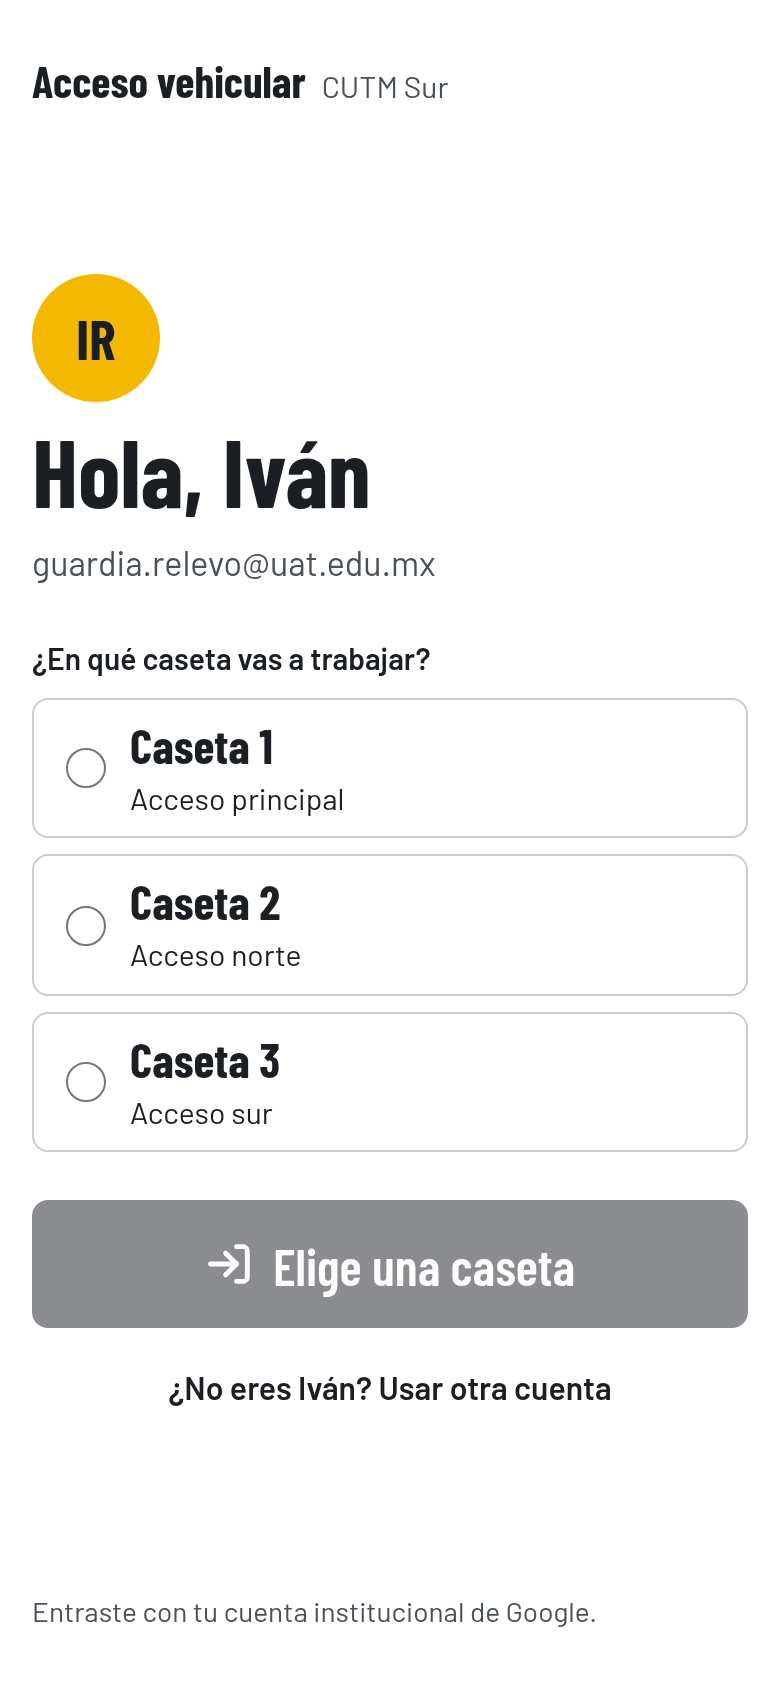 Acceso vehicular CUTM Sur
IR
Hola, Iván
guardia.relevo@uat.edu.mx
¿En qué caseta vas a trabajar?
Caseta 1
Acceso principal
Caseta 2
Acceso norte
Caseta 3
Acceso sur
Elige una caseta
¿No eres Iván? Usar otra cuenta
Entraste con tu cuenta institucional de Google.